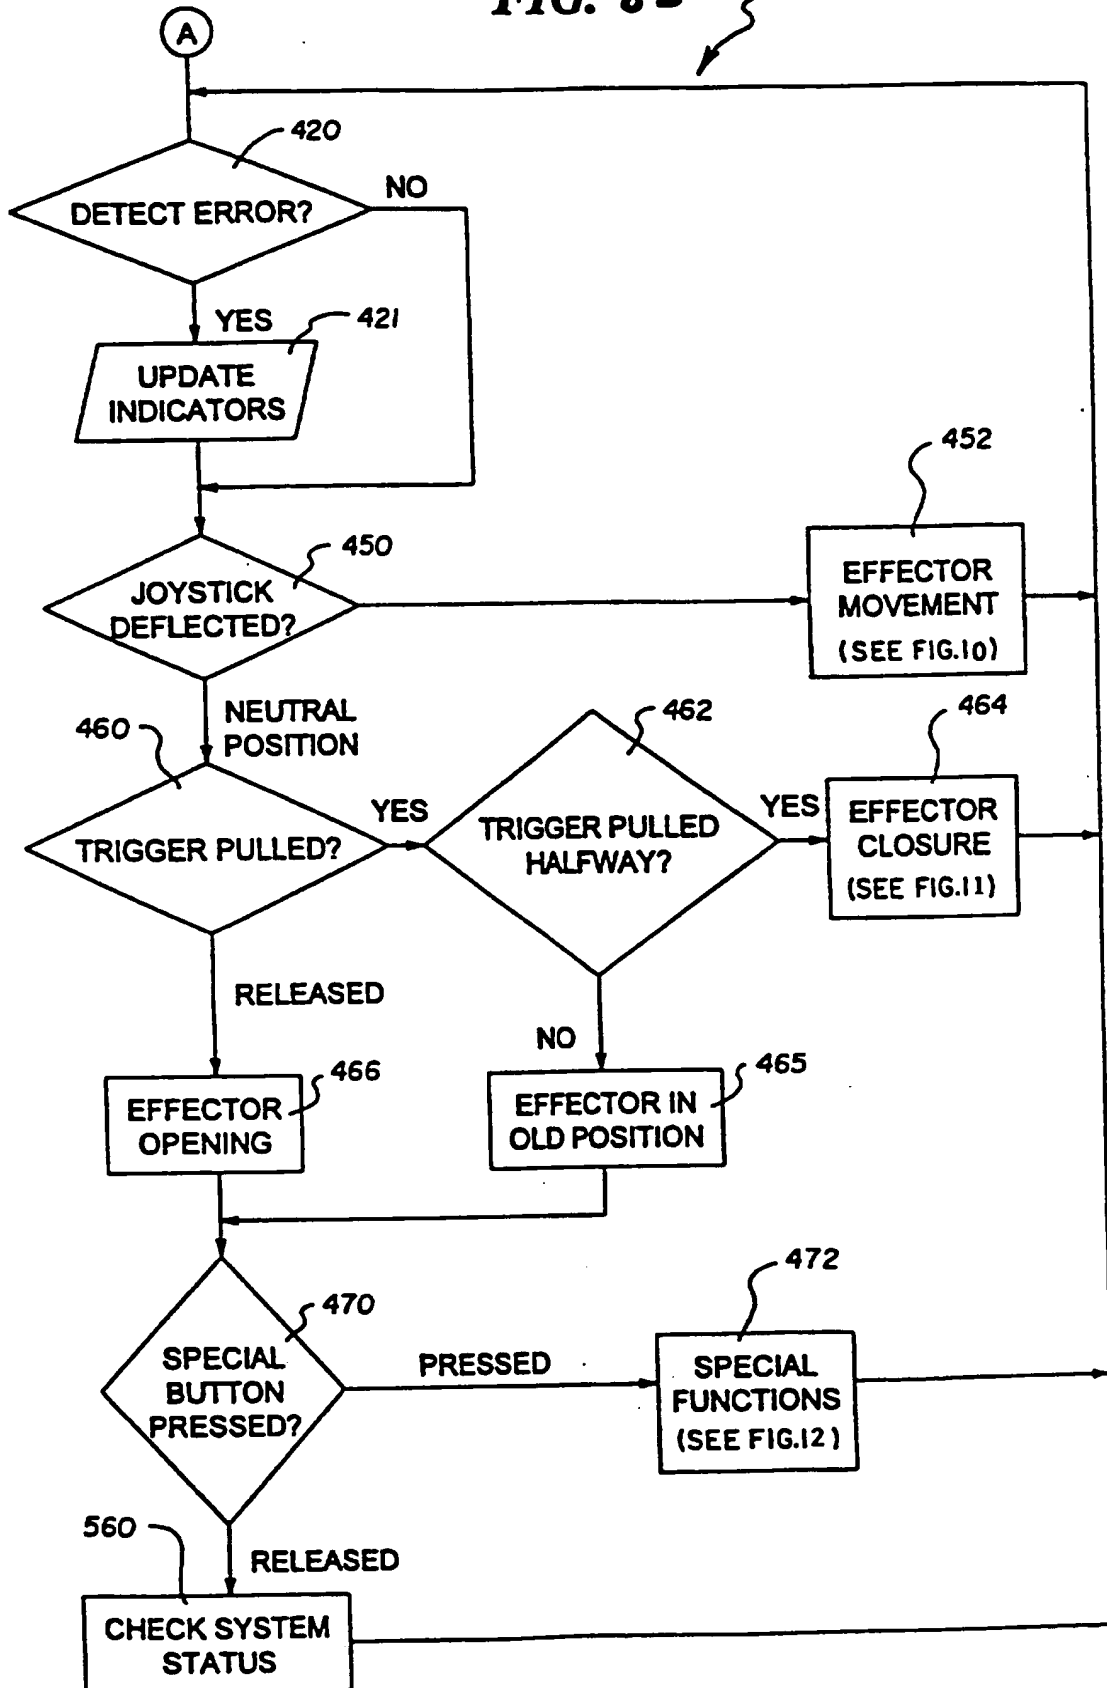 FIG. 8B
A
420
DETECT ERROR?
NO
YES
421
UPDATE
INDICATORS
450
JOYSTICK
DEFLECTED?
452
EFFECTOR
MOVEMENT
(SEE FIG.10)
NEUTRAL
POSITION
460
TRIGGER PULLED?
YES
462
TRIGGER PULLED
HALFWAY?
YES
464
EFFECTOR
CLOSURE
(SEE FIG.11)
RELEASED
NO
466
EFFECTOR
OPENING
465
EFFECTOR IN
OLD POSITION
470
SPECIAL
BUTTON
PRESSED?
PRESSED
472
SPECIAL
FUNCTIONS
(SEE FIG.12)
RELEASED
560
CHECK SYSTEM
STATUS